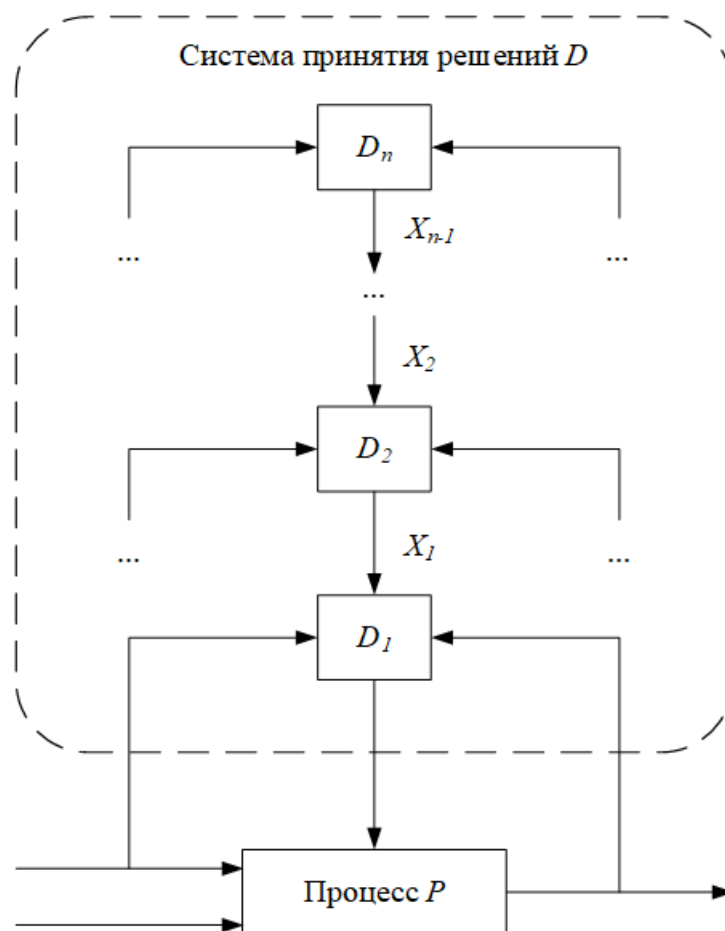 Система принятия решений D
Dₙ
Xₙ₋₁
... ...
...
X₂
D₂
X₁
... ...
D₁
Процесс P